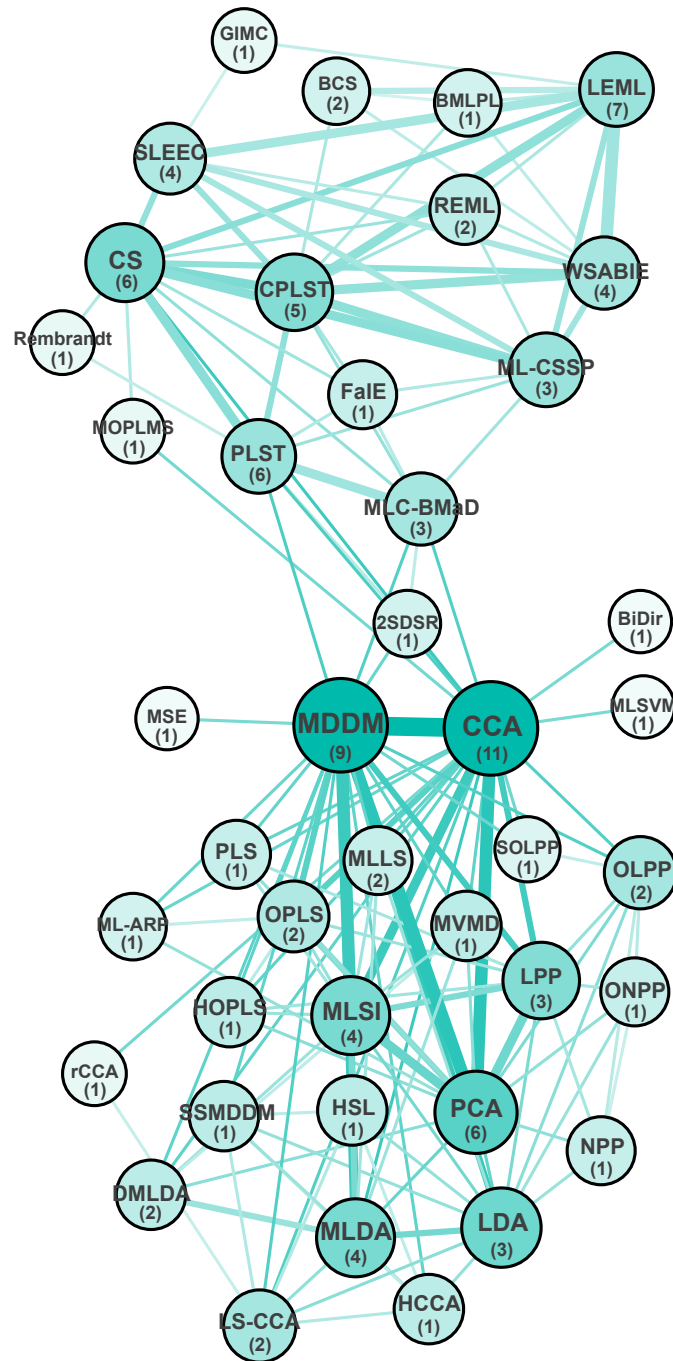 GIMC
(1)
BCS
(2)
BMLPL
(1)
LEML
(7)
SLEEC
(4)
REML
(2)
CS
(6)
CPLST
(5)
WSABIE
(4)
Rembrandt
(1)
ML-CSSP
(3)
FaIE
(1)
MOPLMS
(1)
PLST
(6)
MLC-BMaD
(3)
2SDSR
(1)
BiDir
(1)
MSE
(1)
MDDM
(9)
CCA
(11)
MLSVM
(1)
PLS
(1)
MLLS
(2)
SOLPP
(1)
OLPP
(2)
ML-ARP
(1)
OPLS
(2)
MVMD
(1)
LPP
(3)
ONPP
(1)
HOPLS
(1)
MLSI
(4)
rCCA
(1)
SSMDDM
(1)
HSL
(1)
PCA
(6)
NPP
(1)
DMLDA
(2)
MLDA
(4)
LDA
(3)
LS-CCA
(2)
HCCA
(1)